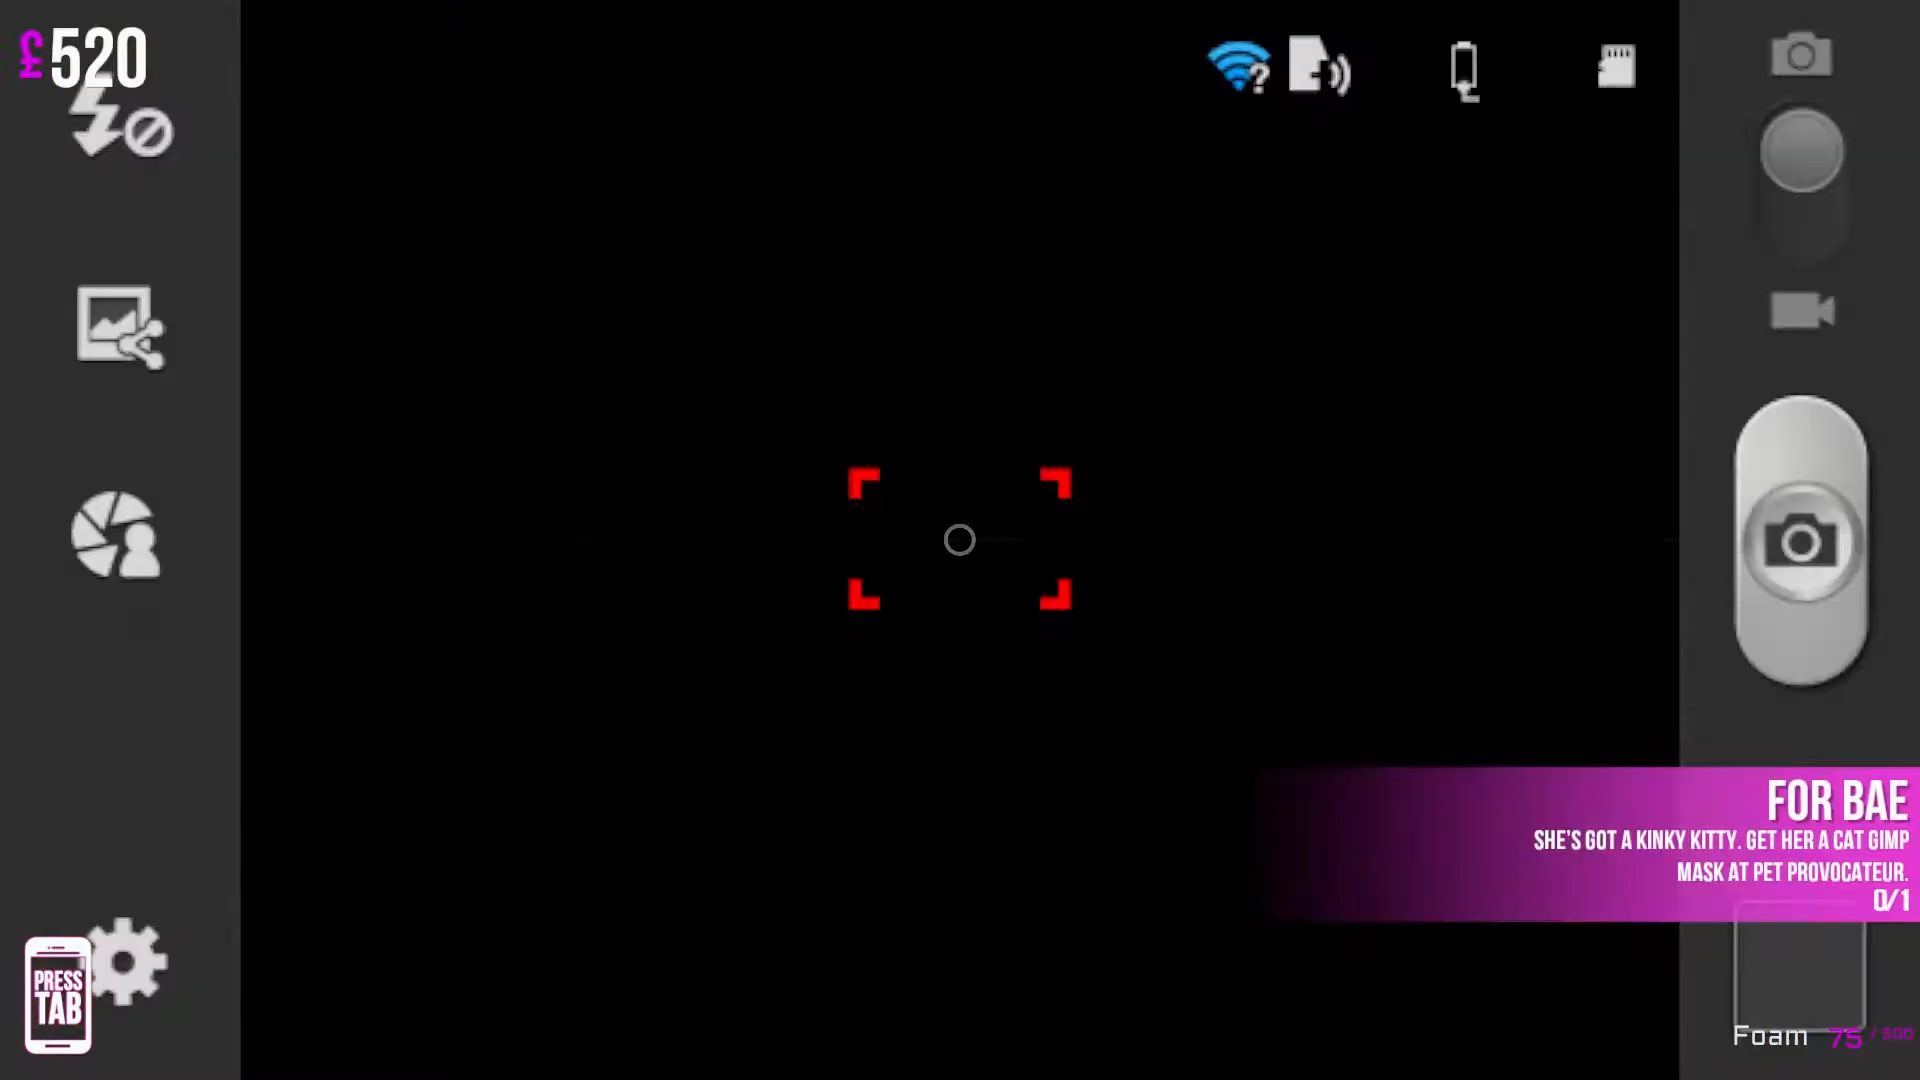 £520
FOR BAE
SHE'S GOT A KINKY KITTY. GET HER A CAT GIMP
MASK AT PET PROVOCATEUR.
0/1
PRESS
TAB
Foam 75 / 300